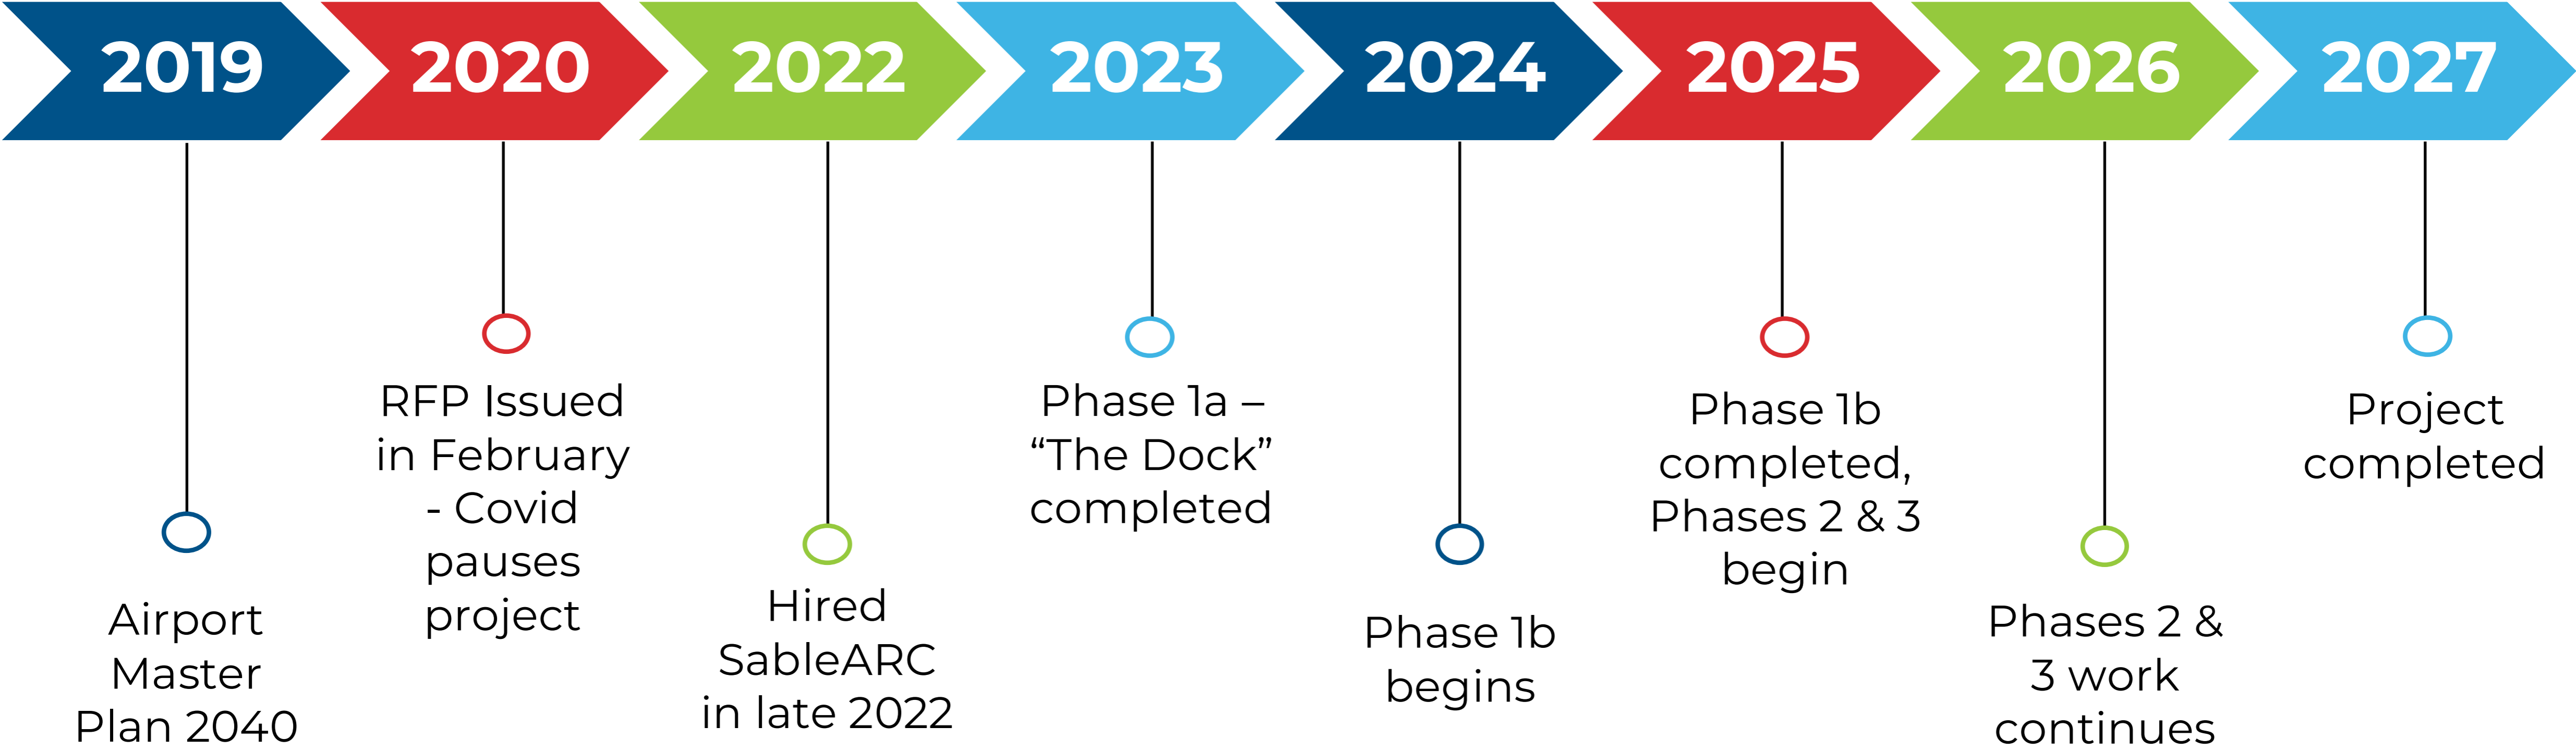 2019
2020
2022
2023
2024
2025
2026
2027
Airport
Master
Plan 2040
RFP Issued
in February
- Covid
pauses
project
Hired
SableARC
in late 2022
Phase 1a –
“The Dock”
completed
Phase 1b
begins
Phase 1b
completed,
Phases 2 & 3
begin
Phases 2 &
3 work
continues
Project
completed